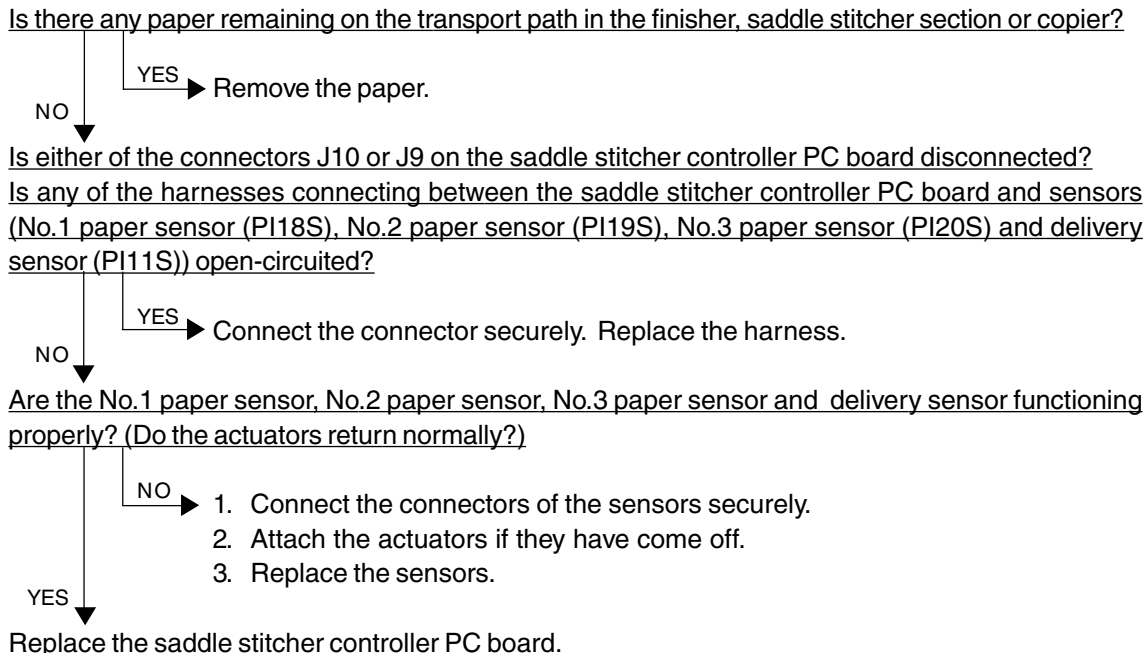 Is there any paper remaining on the transport path in the finisher, saddle stitcher section or copier?
YES
Remove the paper.
NO
Is either of the connectors J10 or J9 on the saddle stitcher controller PC board disconnected?
Is any of the harnesses connecting between the saddle stitcher controller PC board and sensors
(No.1 paper sensor (PI18S), No.2 paper sensor (PI19S), No.3 paper sensor (PI20S) and delivery
sensor (PI11S)) open-circuited?
YES
Connect the connector securely. Replace the harness.
NO
Are the No.1 paper sensor, No.2 paper sensor, No.3 paper sensor and delivery sensor functioning
properly? (Do the actuators return normally?)
NO
1. Connect the connectors of the sensors securely.
2. Attach the actuators if they have come off.
3. Replace the sensors.
YES
Replace the saddle stitcher controller PC board.